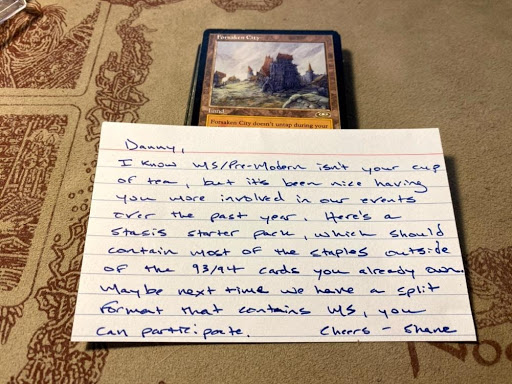 Forsaken City
Land
Forsaken City doesn't untap during your
Danny,
I know MS/Pre-Modern isn't your cup
of tea, but it's been nice having
you more involved in our events
over the past year. Here's a
stasis starter pack, which should
contain most of the staples outside
of the 93/94 cards you already own.
Maybe next time we have a split
format that contains MS, you
can participate. Cheers - Shane